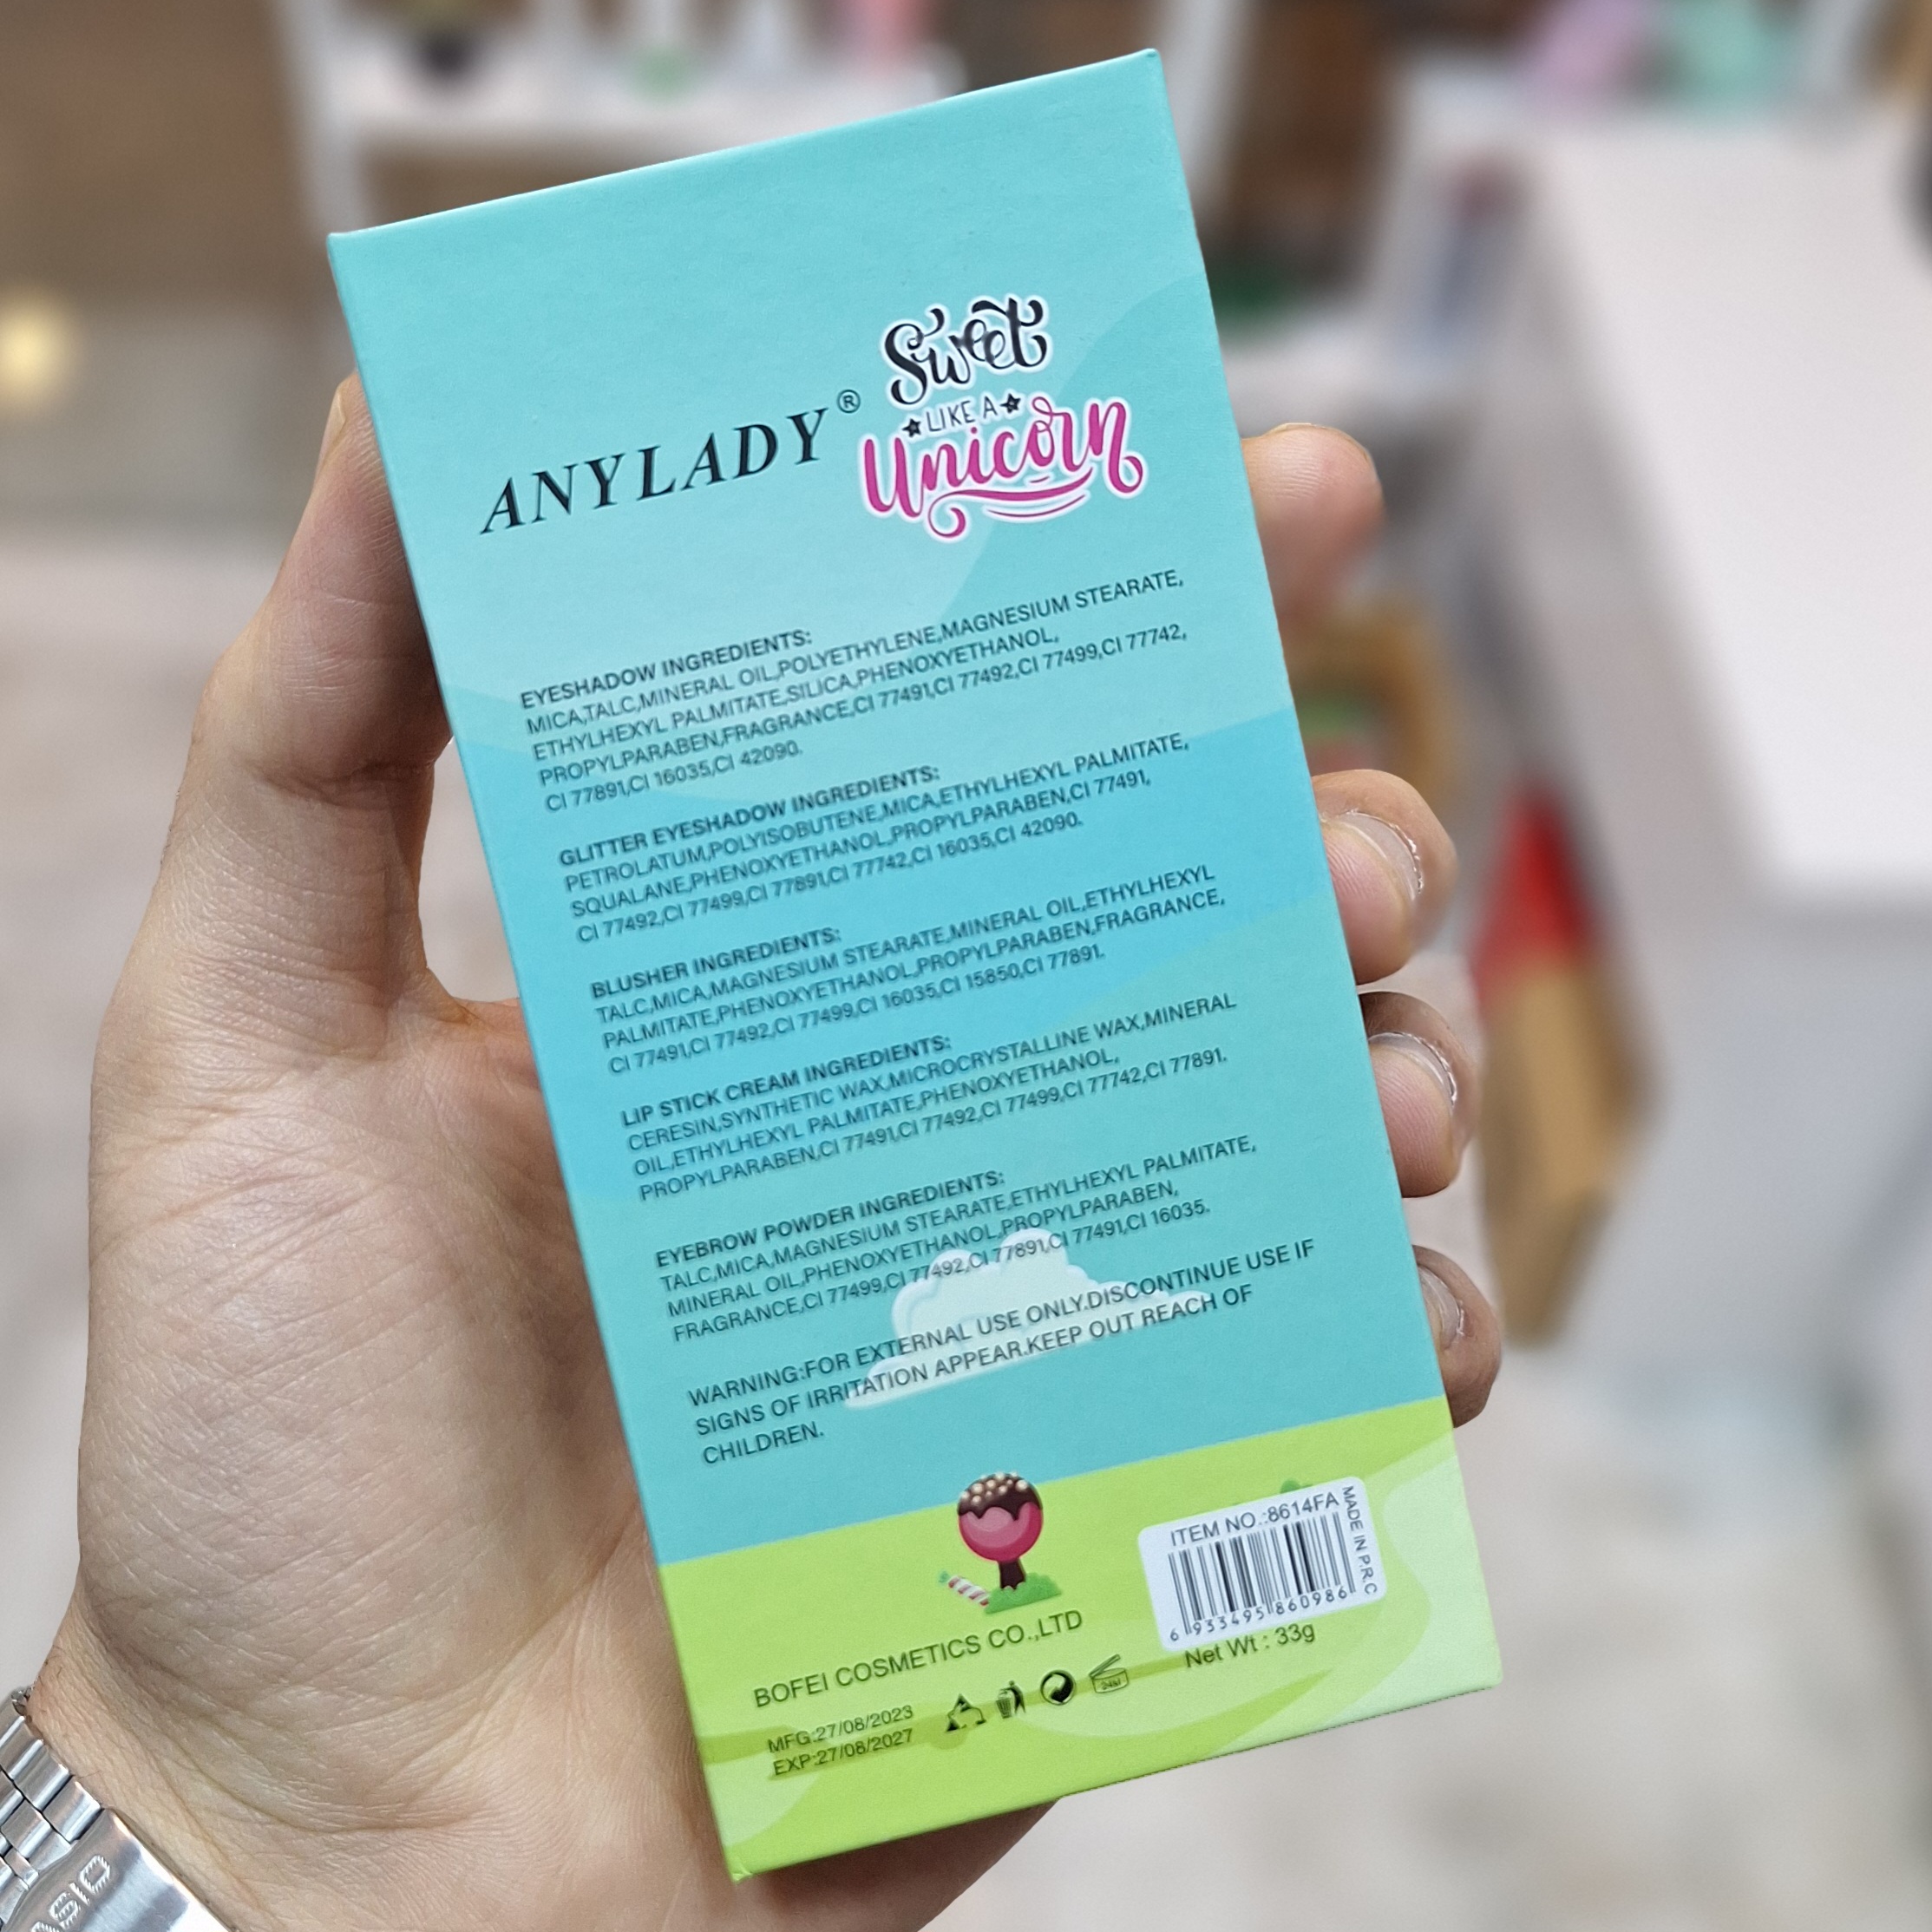 Sweet
LIKE A
Unicorn
ANYLADY®
EYESHADOW INGREDIENTS:
MICA,TALC,MINERAL OIL,POLYETHYLENE,MAGNESIUM STEARATE,
ETHYLHEXYL PALMITATE,SILICA,PHENOXYETHANOL,
PROPYLPARABEN,FRAGRANCE,CI 77491,CI 77492,CI 77499,CI 77742,
CI 77891,CI 16035,CI 42090.
GLITTER EYESHADOW INGREDIENTS:
PETROLATUM,POLYISOBUTENE,MICA,ETHYLHEXYL PALMITATE,
SQUALANE,PHENOXYETHANOL,PROPYLPARABEN,CI 77491,
CI 77492,CI 77499,CI 77891,CI 77742,CI 16035,CI 42090.
BLUSHER INGREDIENTS:
TALC,MICA,MAGNESIUM STEARATE,MINERAL OIL,ETHYLHEXYL
PALMITATE,PHENOXYETHANOL,PROPYLPARABEN,FRAGRANCE,
CI 77491,CI 77492,CI 77499,CI 16035,CI 15850,CI 77891.
LIP STICK CREAM INGREDIENTS:
CERESIN,SYNTHETIC WAX,MICROCRYSTALLINE WAX,MINERAL
OIL,ETHYLHEXYL PALMITATE,PHENOXYETHANOL,
PROPYLPARABEN,CI 77491,CI 77492,CI 77499,CI 77742,CI 77891.
EYEBROW POWDER INGREDIENTS:
TALC,MICA,MAGNESIUM STEARATE,ETHYLHEXYL PALMITATE,
MINERAL OIL,PHENOXYETHANOL,PROPYLPARABEN,
FRAGRANCE,CI 77499,CI 77492,CI 77891,CI 77491,CI 16035.
WARNING:FOR EXTERNAL USE ONLY.DISCONTINUE USE IF
SIGNS OF IRRITATION APPEAR.KEEP OUT REACH OF
CHILDREN.
ITEM NO.:8614FA
MADE IN P.R.C
6 933495 860986
Net Wt : 33g
BOFEI COSMETICS CO.,LTD
MFG:27/08/2023
EXP:27/08/2027
24M
CASIO